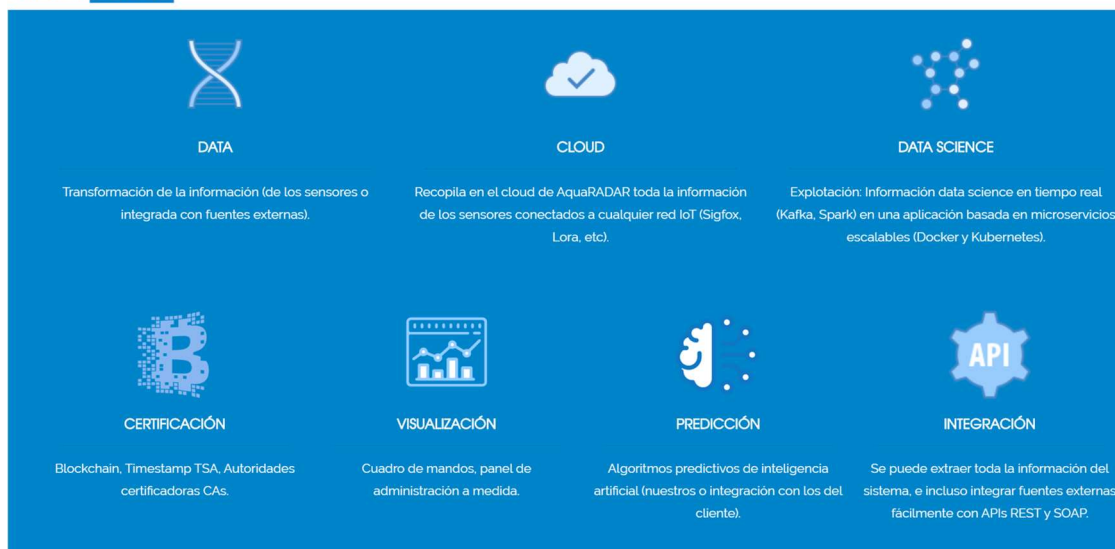 DATA
Transformación de la información (de los sensores o
integrada con fuentes externas).
CLOUD
Recopila en el cloud de AquaRADAR toda la información
de los sensores conectados a cualquier red IoT (Sigfox,
Lora, etc).
DATA SCIENCE
Explotación: Información data science en tiempo real
(Kafka, Spark) en una aplicación basada en microservicios
escalables (Docker y Kubernetes).
CERTIFICACIÓN
Blockchain, Timestamp TSA, Autoridades
certificadoras CAs.
VISUALIZACIÓN
Cuadro de mandos, panel de
administración a medida.
PREDICCIÓN
Algoritmos predictivos de inteligencia
artificial (nuestros o integración con los del
cliente).
API
INTEGRACIÓN
Se puede extraer toda la información del
sistema, e incluso integrar fuentes externas
fácilmente con APIs REST y SOAP.